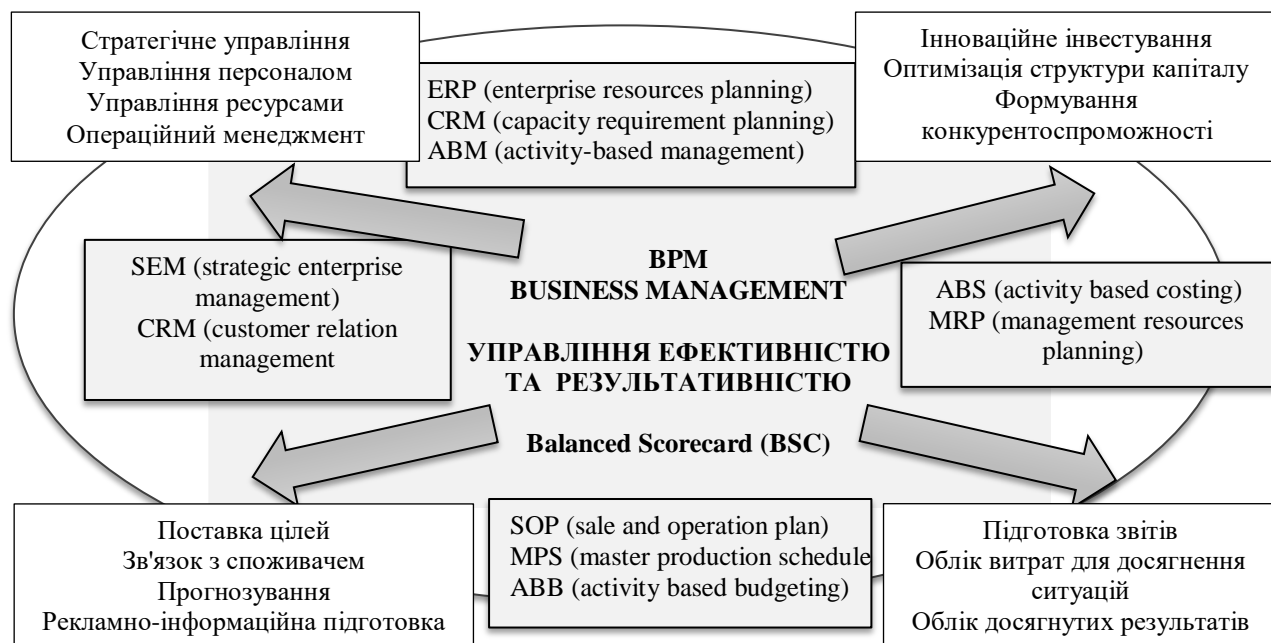 Стратегічне управління
Управління персоналом
Управління ресурсами
Операційний менеджмент
ERP (enterprise resources planning)
CRM (capacity requirement planning)
ABM (activity-based management)
Інноваційне інвестування
Оптимізація структури капіталу
Формування
конкурентоспроможності
SEM (strategic enterprise
management)
CRM (customer relation
management
BPM
BUSINESS MANAGEMENT
УПРАВЛІННЯ ЕФЕКТИВНІСТЮ
ТА РЕЗУЛЬТАТИВНІСТЮ
Balanced Scorecard (BSC)
ABS (activity based costing)
MRP (management resources
planning)
Поставка цілей
Зв'язок з споживачем
Прогнозування
Рекламно-інформаційна підготовка
SOP (sale and operation plan)
MPS (master production schedule
ABB (activity based budgeting)
Підготовка звітів
Облік витрат для досягнення
ситуацій
Облік досягнутих результатів